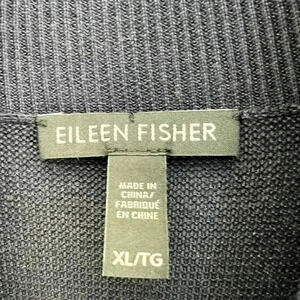 EILEEN FISHER
MADE IN
CHINA/
FABRIQUÉ
EN CHINE
XL/TG